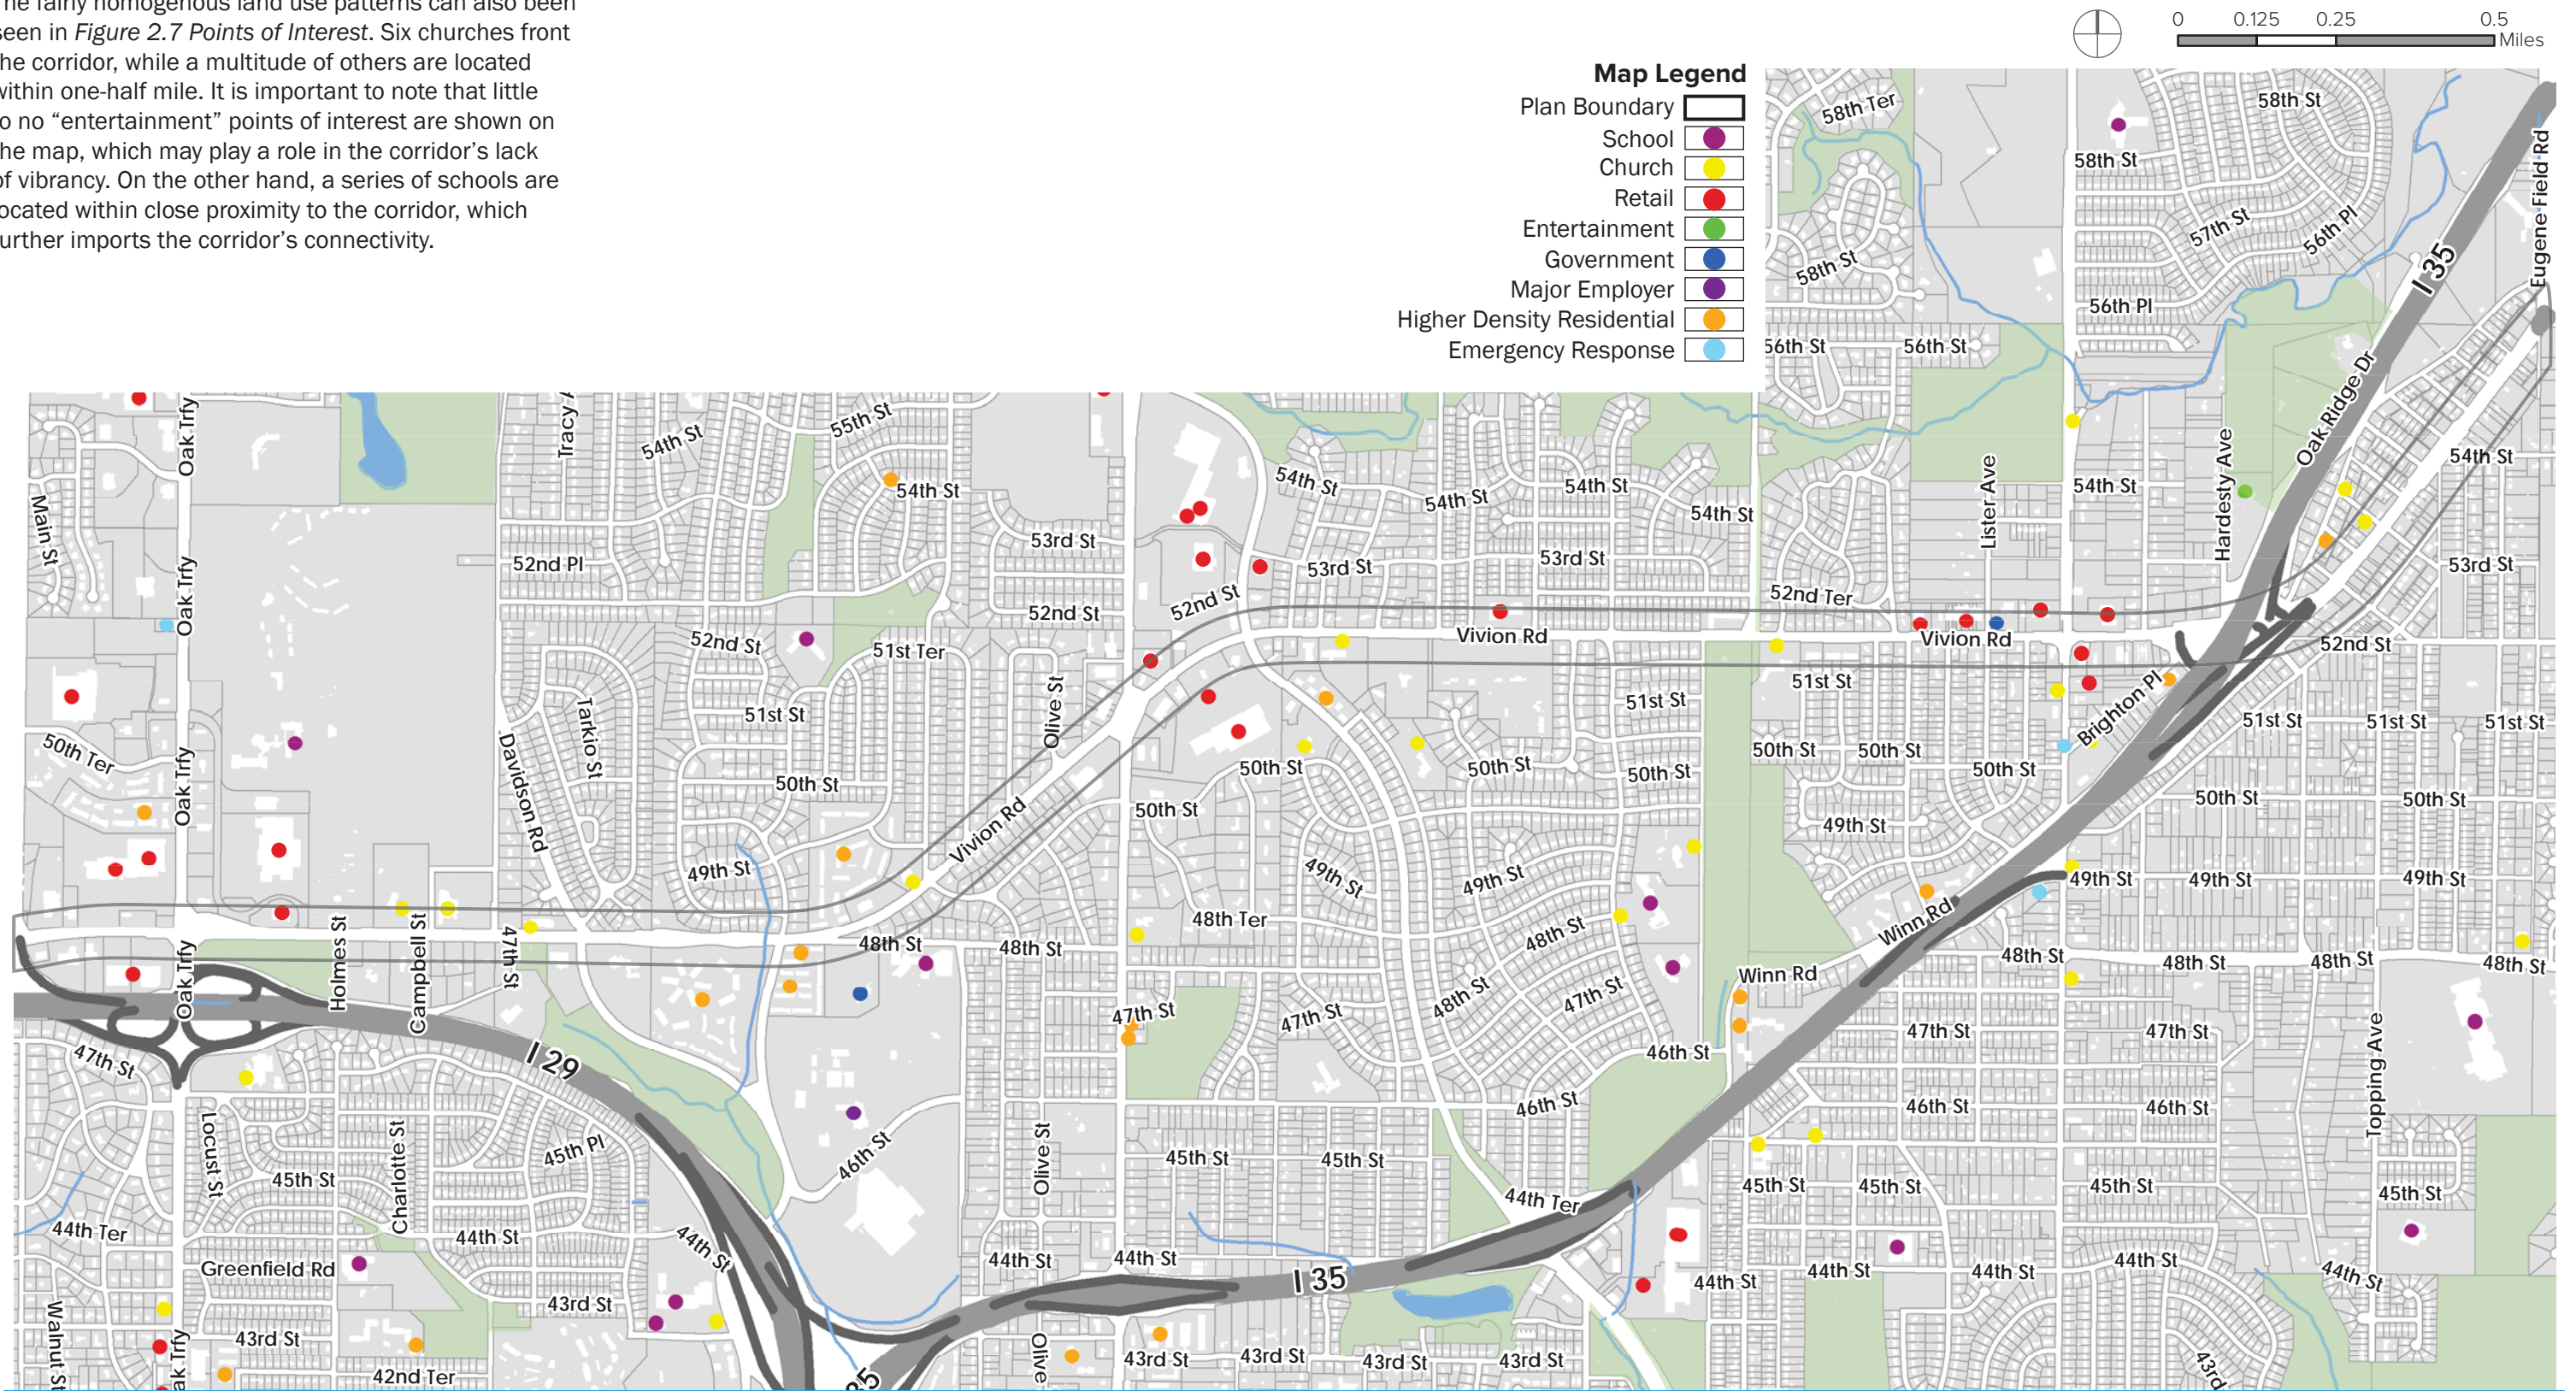 he fairly homogenous land use patterns can also been
seen in Figure 2.7 Points of Interest. Six churches front
he corridor, while a multitude of others are located
within one-half mile. It is important to note that little
o no “entertainment” points of interest are shown on
he map, which may play a role in the corridor’s lack
of vibrancy. On the other hand, a series of schools are
ocated within close proximity to the corridor, which
urther imports the corridor’s connectivity.
0 0.125 0.25 0.5
Miles
Map Legend
Plan Boundary
School
Church
Retail
Entertainment
Government
Major Employer
Higher Density Residential
Emergency Response
58th Ter
58th St
58th St
57th St
56th Pl
58th St
56th Pl
56th St
56th St
I 35
Eugene Field Rd
Oak Ridge Dr
Hardesty Ave
Lister Ave
54th St
54th St
53rd St
52nd St
Oak Trfy
Main St
Tracy A
54th St
55th St
54th St
54th St
54th St
54th St
54th St
52nd Pl
53rd St
53rd St
53rd St
Oak Trfy
52nd St
52nd St
52nd Ter
52nd St
51st Ter
Vivion Rd
Vivion Rd
Olive St
51st St
51st St
51st St
Brighton Pl
51st St
51st St
51st St
Tarkio St
50th Ter
Oak Trfy
Davidson Rd
50th St
50th St
50th St
50th St
50th St
50th St
50th St
50th St
50th St
50th St
Vivion Rd
49th St
49th St
49th St
49th St
49th St
49th St
49th St
48th Ter
48th St
48th St
48th St
48th St
Winn Rd
Winn Rd
48th St
48th St
48th St
48th St
Oak Trfy
Holmes St
Campbell St
47th St
47th St
47th St
47th St
47th St
47th St
47th St
I 29
46th St
46th St
46th St
46th St
46th St
Topping Ave
Locust St
Charlotte St
45th Pl
45th St
Olive St
45th St
45th St
45th St
45th St
45th St
45th St
44th Ter
44th St
44th St
44th St
44th St
44th Ter
44th St
44th St
44th St
44th St
44th St
Greenfield Rd
I 35
Walnut St
43rd St
43rd St
42nd Ter
ak Trfy
35
Olive
43rd St
43rd St
43rd St
43rd St
43rd